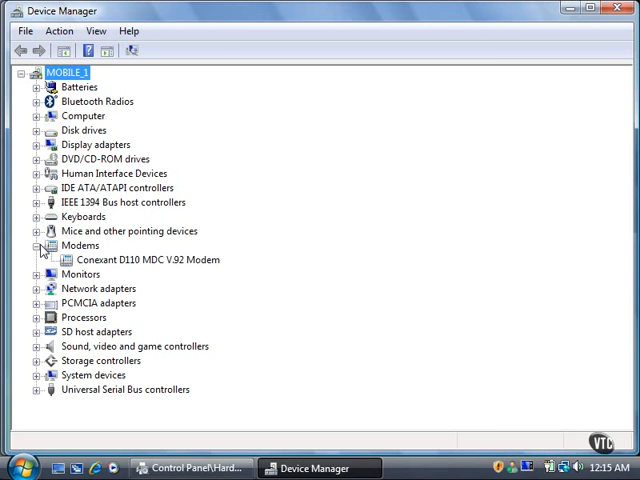 Device Manager
File Action View Help
MOBILE_1
Batteries
Bluetooth Radios
Computer
Disk drives
Display adapters
DVD/CD-ROM drives
Human Interface Devices
IDE ATA/ATAPI controllers
IEEE 1394 Bus host controllers
Keyboards
Mice and other pointing devices
Modems
Conexant D110 MDC V.92 Modem
Monitors
Network adapters
PCMCIA adapters
Processors
SD host adapters
Sound, video and game controllers
Storage controllers
System devices
Universal Serial Bus controllers
VTC
Control Panel\Hard... Device Manager 12:15 AM